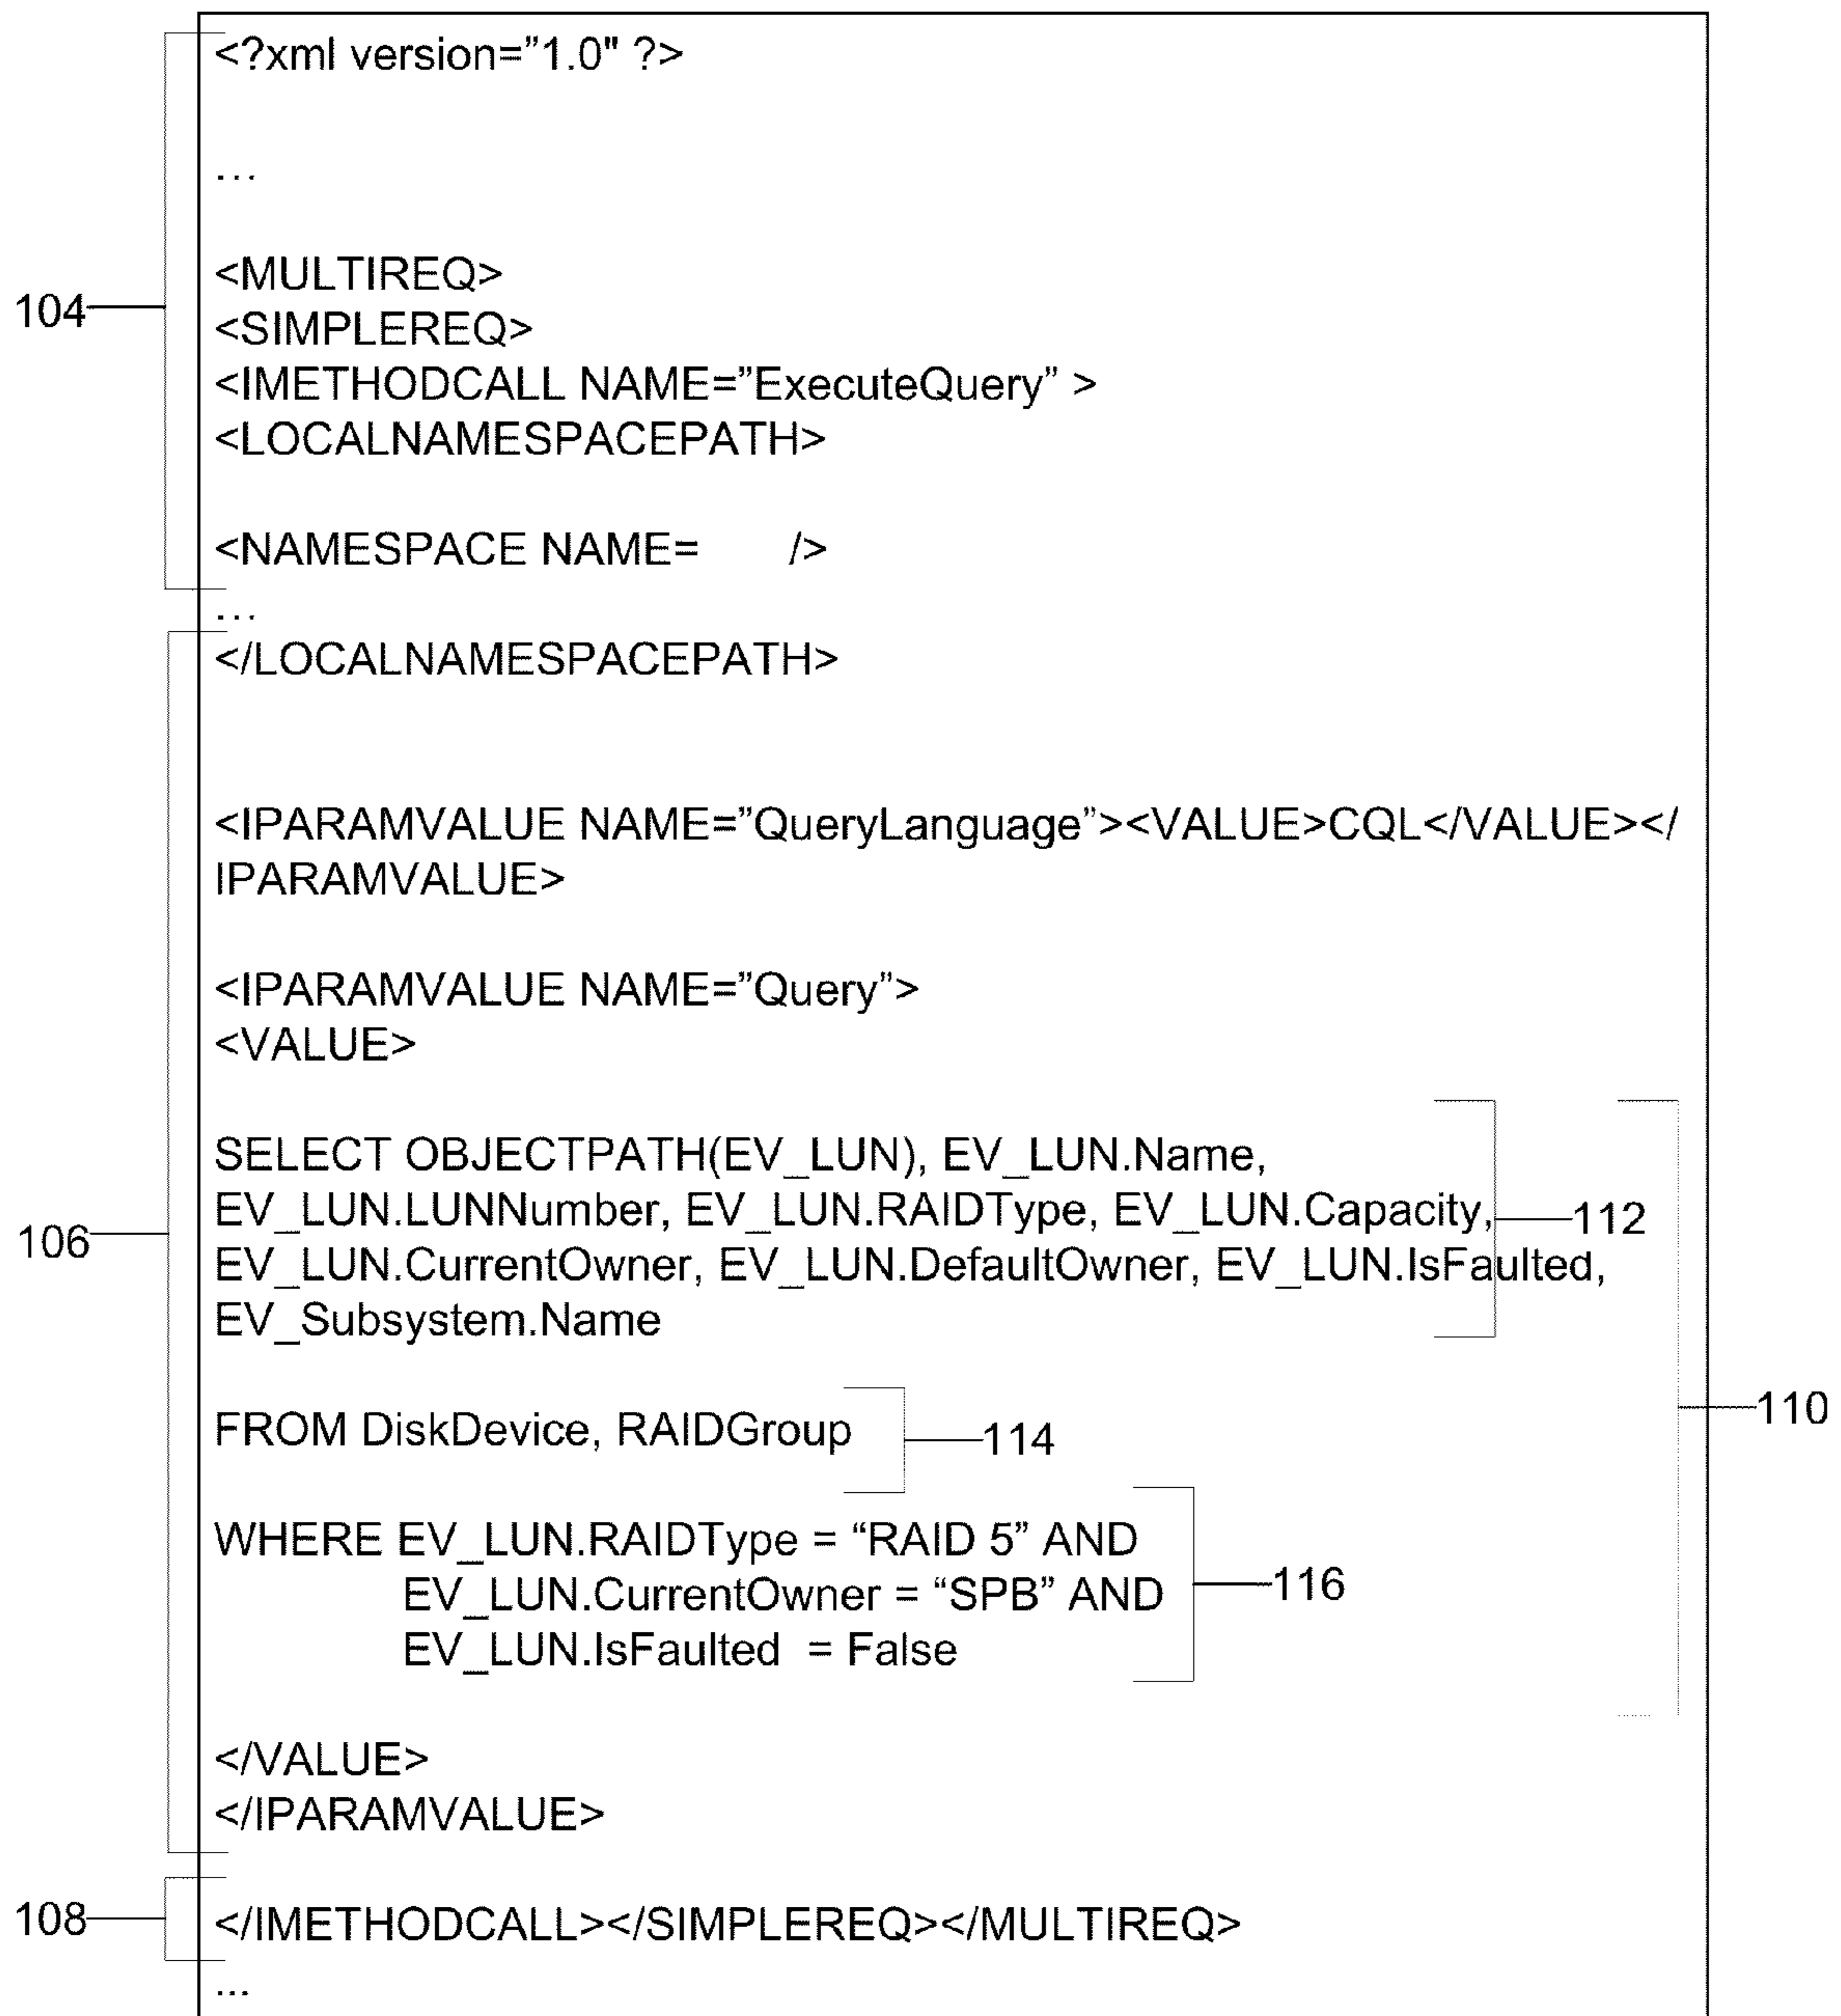 <?xml version=”1.0" ?>
...
<MULTIREQ>
104
<SIMPLEREQ>
<IMETHODCALL NAME=”ExecuteQuery” >
<LOCALNAMESPACEPATH>
<NAMESPACE NAME= />
...
</LOCALNAMESPACEPATH>
<IPARAMVALUE NAME=”QueryLanguage”><VALUE>CQL</VALUE></
IPARAMVALUE>
<IPARAMVALUE NAME=”Query”>
<VALUE>
SELECT OBJECTPATH(EV_LUN), EV_LUN.Name,
EV_LUN.LUNNumber, EV_LUN.RAIDType, EV_LUN.Capacity,
112
106
EV_LUN.CurrentOwner, EV_LUN.DefaultOwner, EV_LUN.IsFaulted,
EV_Subsystem.Name
110
FROM DiskDevice, RAIDGroup
114
WHERE EV_LUN.RAIDType = “RAID 5” AND
EV_LUN.CurrentOwner = “SPB” AND
116
EV_LUN.IsFaulted = False
</VALUE>
</IPARAMVALUE>
108
</IMETHODCALL></SIMPLEREQ></MULTIREQ>
...